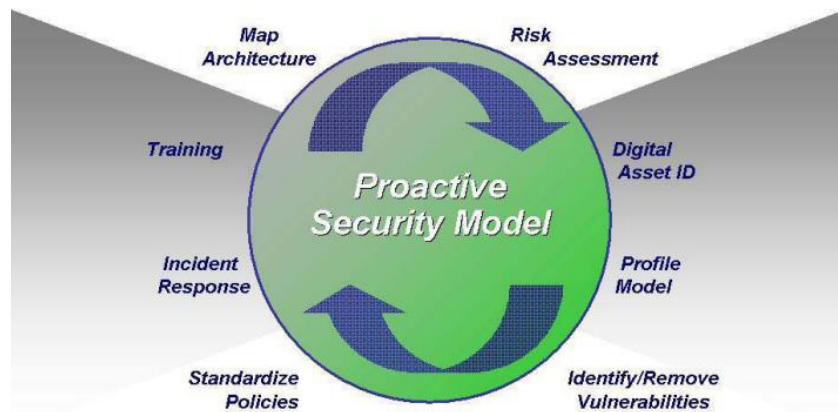 Map
Architecture
Risk
Assessment
Training
Digital
Asset ID
Proactive
Security Model
Incident
Response
Profile
Model
Standardize
Policies
Identify/Remove
Vulnerabilities